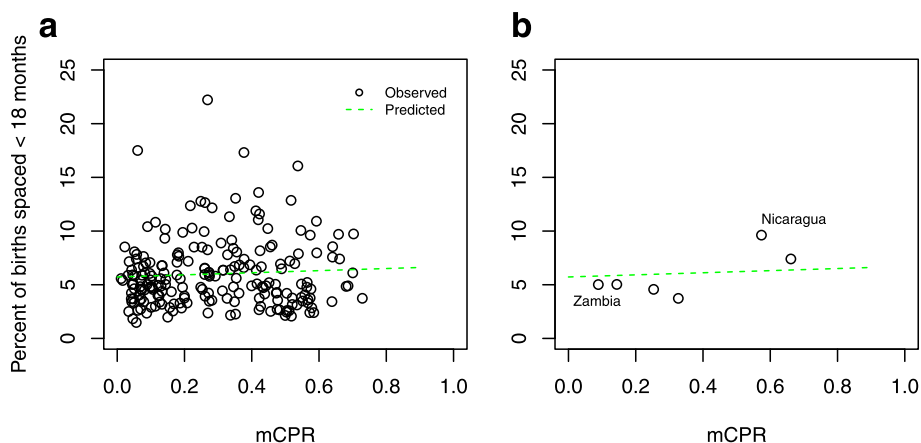 a
b
Percent of births spaced < 18 months
25
20
15
10
5
0
Observed
Predicted
0.0 0.2 0.4 0.6 0.8 1.0
mCPR
25
20
15
10
5
0
Nicaragua
Zambia
0.0 0.2 0.4 0.6 0.8 1.0
mCPR